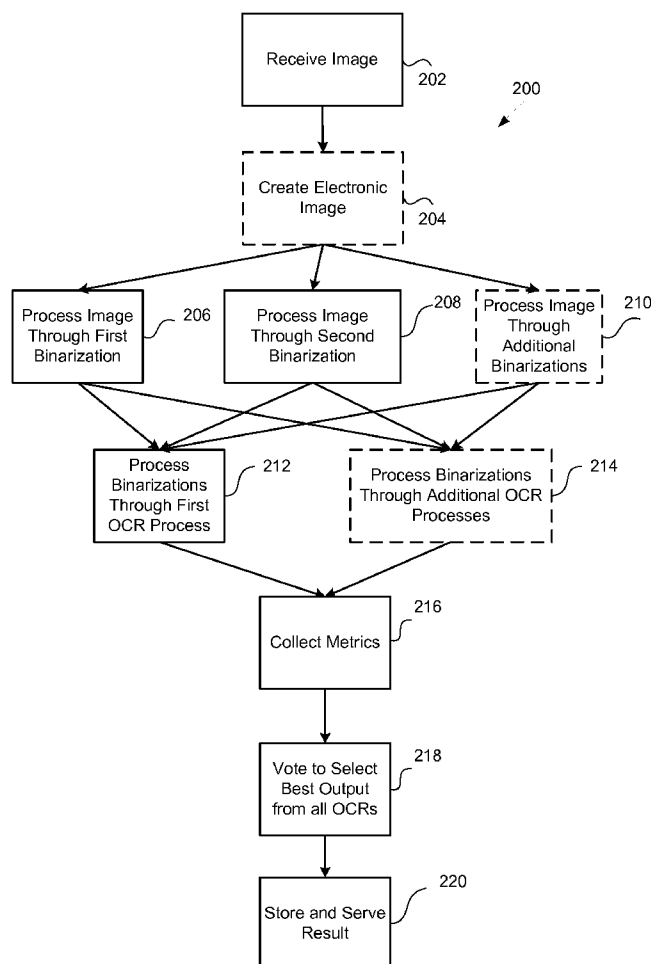 Receive Image
202
200
Create Electronic
Image
204
Process Image
Through First
Binarization
206
Process Image
Through Second
Binarization
208
Process Image
Through
Additional
Binarizations
210
Process
Binarizations
Through First
OCR Process
212
Process Binarizations
Through Additional OCR
Processes
214
Collect Metrics
216
Vote to Select
Best Output
from all OCRs
218
Store and Serve
Result
220